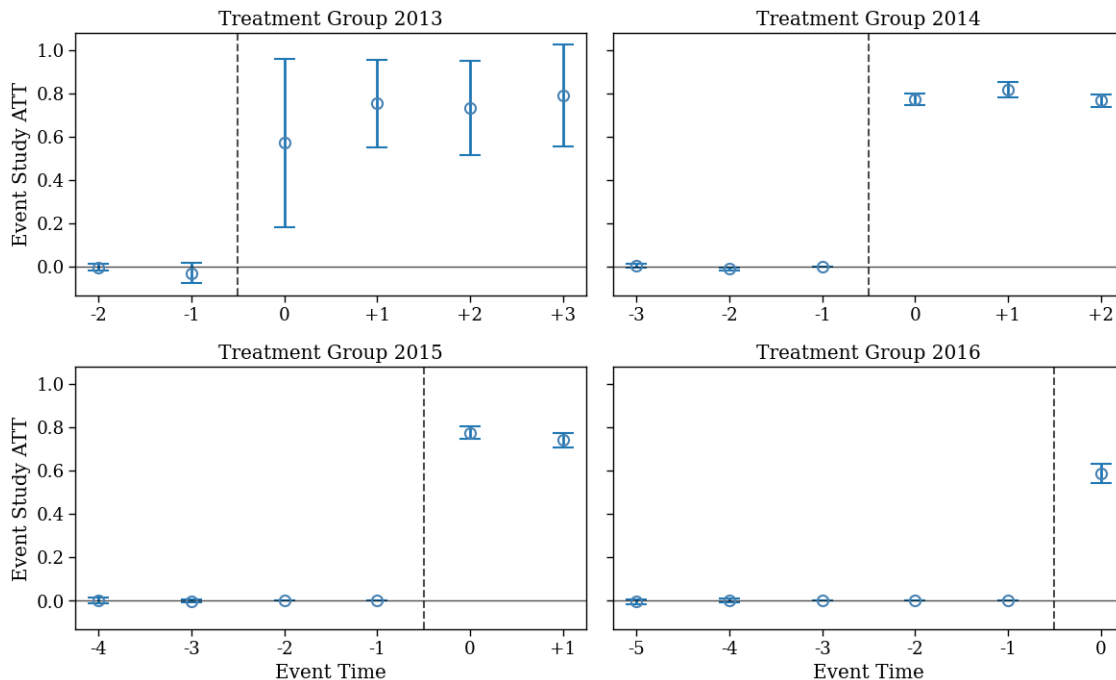 Treatment Group 2013
Treatment Group 2014
Event Study ATT
1.0
0.8
0.6
0.4
0.2
0.0
-2 -1 0 +1 +2 +3
-3 -2 -1 0 +1 +2
Treatment Group 2015
Treatment Group 2016
Event Study ATT
1.0
0.8
0.6
0.4
0.2
0.0
-4 -3 -2 -1 0 +1
-5 -4 -3 -2 -1 0
Event Time
Event Time